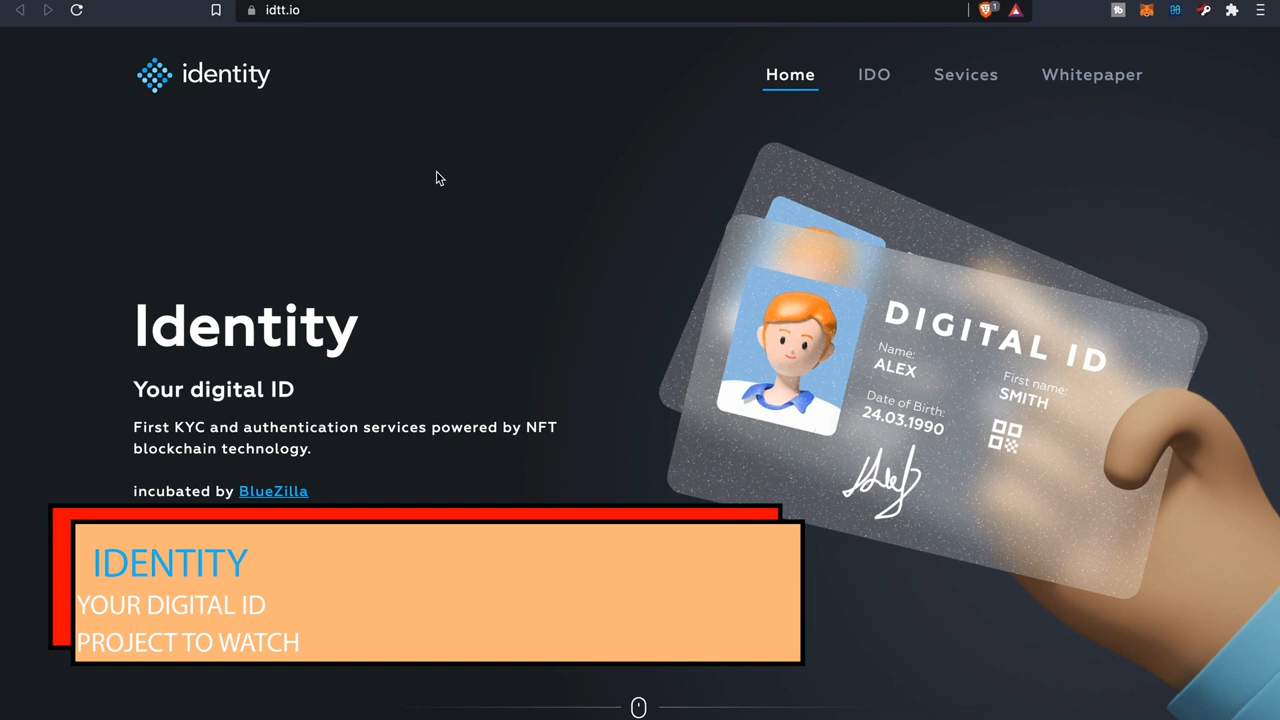 idtt.io
1
tb
identity
Home
IDO
Sevices
Whitepaper
DIGITAL ID
Name:
ALEX
First name:
SMITH
Date of Birth:
24.03.1990
Identity
Your digital ID
First KYC and authentication services powered by NFT
blockchain technology.
incubated by BlueZilla
IDENTITY
YOUR DIGITAL ID
PROJECT TO WATCH